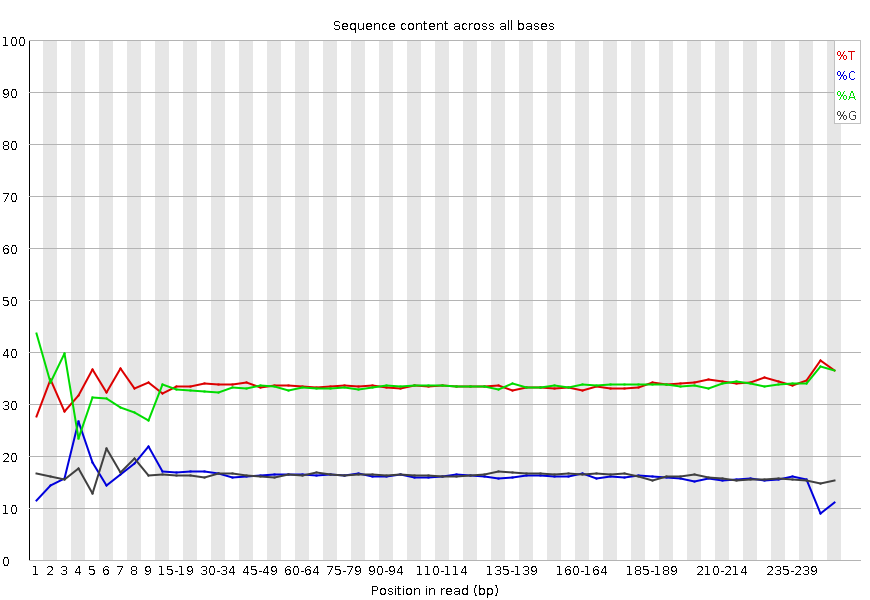 Sequence content across all bases
100
90
80
70
60
50
40
30
20
10
0
%T
%C
%A
%G
1 2 3 4 5 6 7 8 9 15-19 30-34 45-49 60-64 75-79 90-94 110-114 135-139 160-164 185-189 210-214 235-239
Position in read (bp)